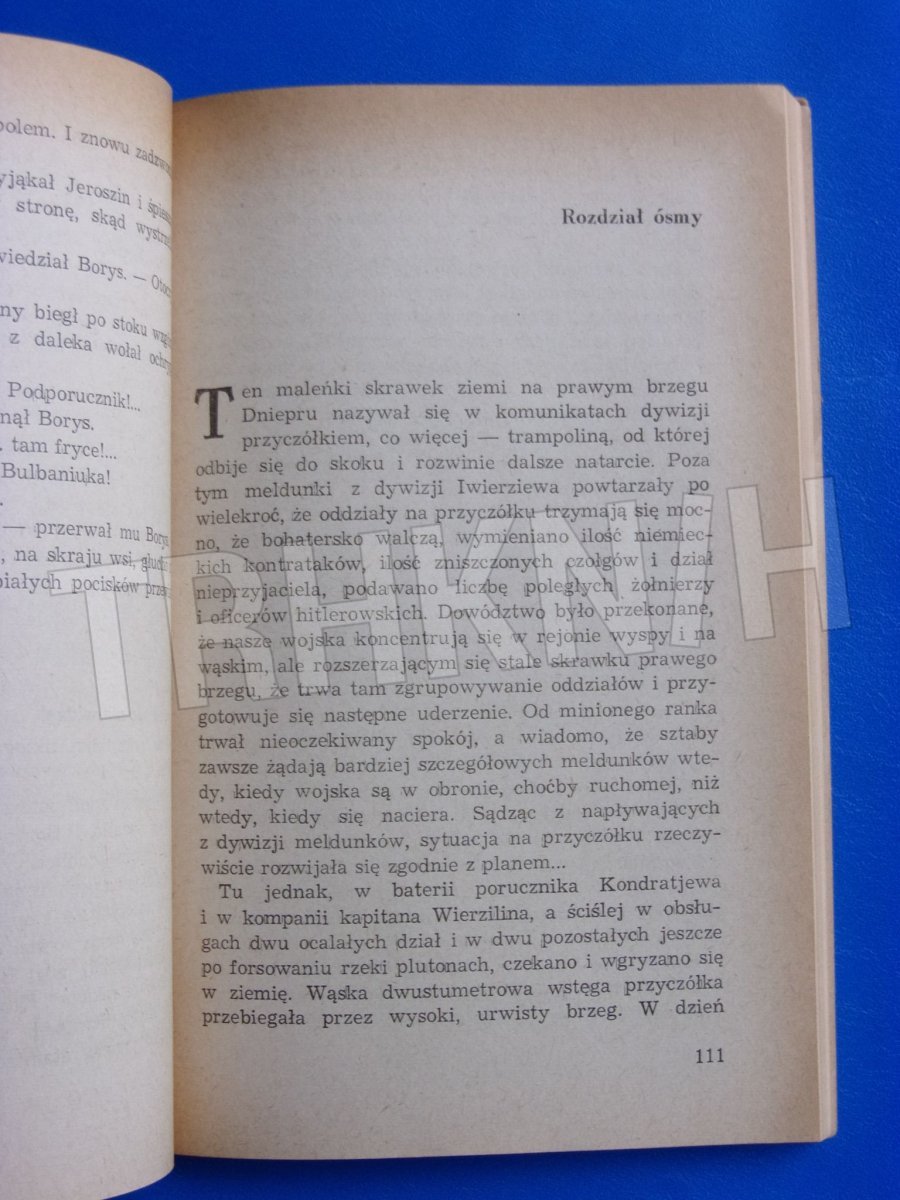 polem. I znowu
yjąkał Jeroszin i
stronę, skąd
wiedział Borys. —
ny biegł po stoku
z daleka wołał
Podporucznik!...
nął Borys.
. tam fryce!...
Bulbaniuka!
.
— przerwał mu Borys
, na skraju wsi,
białych pocisków
Rozdział ósmy
Ten maleńki skrawek ziemi na prawym brzegu
Dniepru nazywał się w komunikatach dywizji
przyczółkiem, co więcej — trampoliną, od której
odbije się do skoku i rozwinie dalsze natarcie. Poza
tym meldunki z dywizji Iwierziewa powtarzały po
wielekroć, że oddziały na przyczółku trzymają się moc-
no, że bohatersko walczą, wymieniano ilość niemiec-
kich kontrataków, ilość zniszczonych czołgów i dział
nieprzyjaciela, podawano liczbę poległych żołnierzy
i oficerów hitlerowskich. Dowództwo było przekonane,
że nasze wojska koncentrują się w rejonie wyspy i na
wąskim, ale rozszerzającym się stale skrawku prawego
brzegu, że trwa tam zgrupowywanie oddziałów i przy-
gotowuje się następne uderzenie. Od minionego ranka
trwał nieoczekiwany spokój, a wiadomo, że sztaby
zawsze żądają bardziej szczegółowych meldunków wte-
dy, kiedy wojska są w obronie, choćby ruchomej, niż
wtedy, kiedy się naciera. Sądząc z napływających
z dywizji meldunków, sytuacja na przyczółku rzeczy-
wiście rozwijała się zgodnie z planem...
Tu jednak, w baterii porucznika Kondratjewa
i w kompanii kapitana Wierzilina, a ściślej w obsłu-
gach dwu ocalałych dział i w dwu pozostałych jeszcze
po forsowaniu rzeki plutonach, czekano i wgryzano się
w ziemię. Wąska dwustumetrowa wstęga przyczółka
przebiegała przez wysoki, urwisty brzeg. W dzień
111